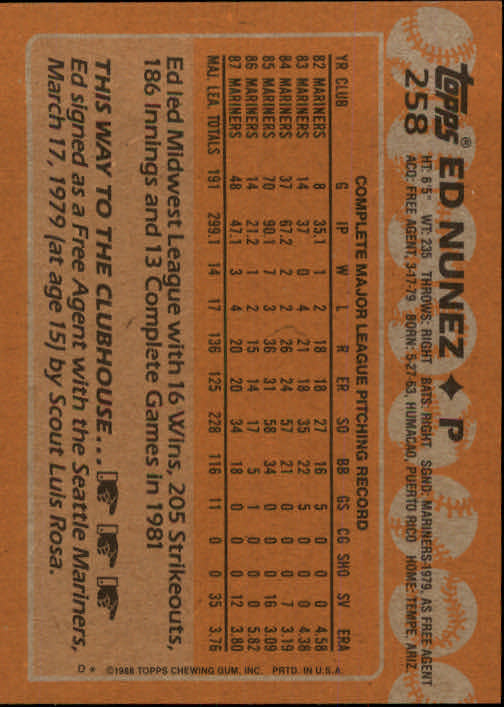 topps® ED NUNEZ ✦ P
258
HT: 6'5" WT: 235 THROWS: RIGHT BATS: RIGHT SGND: MARINERS-1979, AS FREE AGENT
ACQ: FREE AGENT, 3-17-79 BORN: 5-27-63, HUMACAO, PUERTO RICO HOME: TEMPE, ARIZ.
COMPLETE MAJOR LEAGUE PITCHING RECORD
YR CLUB G IP W L R ER SO BB GS CG SHO SV ERA
82 MARINERS 8 35.1 1 2 18 18 27 16 5 0 0 0 4.58
83 MARINERS 14 37 0 4 21 18 35 22 5 0 0 0 4.38
84 MARINERS 37 67.2 2 2 26 24 57 21 0 0 0 7 3.19
85 MARINERS 70 90.1 7 3 36 31 58 34 0 0 0 16 3.09
86 MARINERS 14 21.2 1 2 15 14 17 5 1 0 0 0 5.82
87 MARINERS 48 47.1 3 4 20 20 34 18 0 0 0 12 3.80
MAJ. LEA. TOTALS 191 299.1 14 17 136 125 228 116 11 0 0 35 3.76
Ed led Midwest League with 16 Wins, 205 Strikeouts,
186 Innings and 13 Complete Games in 1981
THIS WAY TO THE CLUBHOUSE...
Ed signed as a Free Agent with the Seattle Mariners,
March 17, 1979 (at age 15) by Scout Luis Rosa.
D* ©1988 TOPPS CHEWING GUM, INC. PRTD. IN U.S.A.